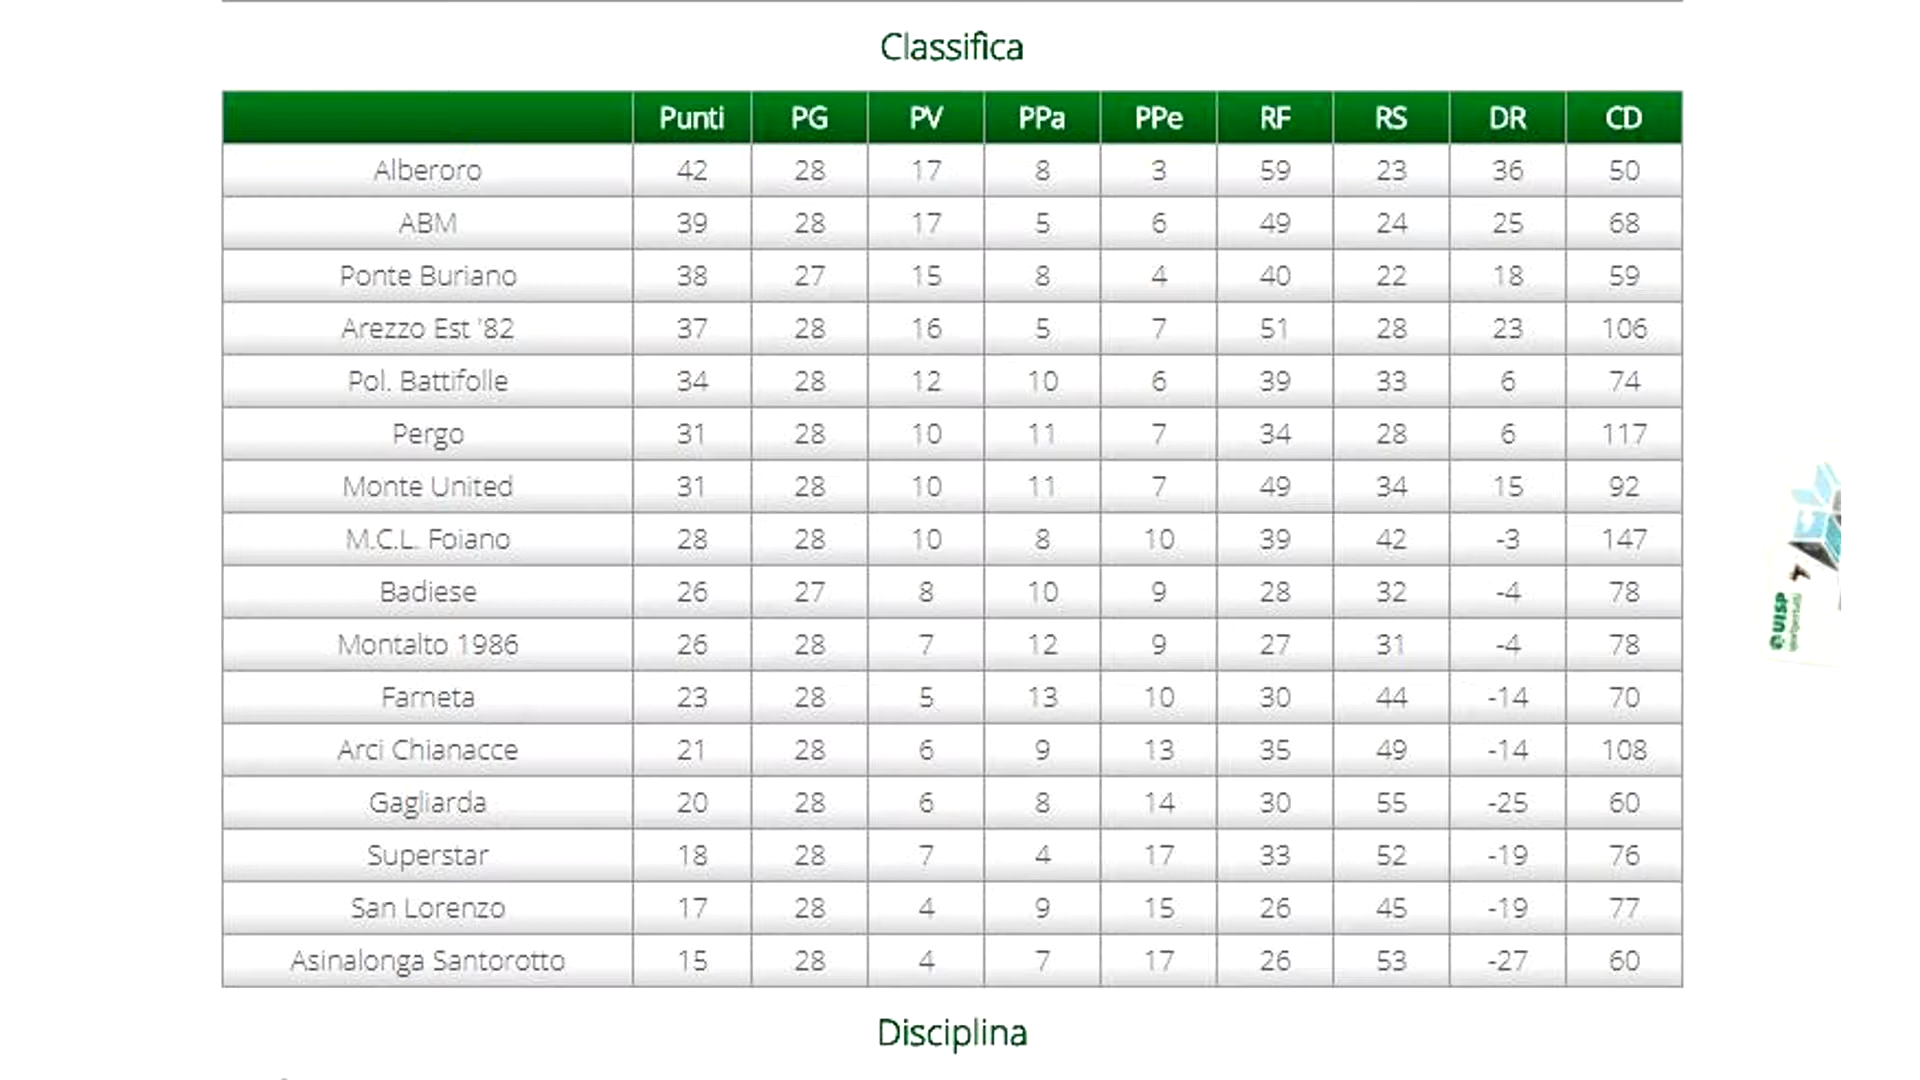 Classifica
Punti PG PV PPa PPe RF RS DR CD
Alberoro 42 28 17 8 3 59 23 36 50
ABM 39 28 17 5 6 49 24 25 68
Ponte Buriano 38 27 15 8 4 40 22 18 59
Arezzo Est '82 37 28 16 5 7 51 28 23 106
Pol. Battifolle 34 28 12 10 6 39 33 6 74
Pergo 31 28 10 11 7 34 28 6 117
Monte United 31 28 10 11 7 49 34 15 92
M.C.L. Foiano 28 28 10 8 10 39 42 -3 147
Badiese 26 27 8 10 9 28 32 -4 78
Montalto 1986 26 28 7 12 9 27 31 -4 78
Farneta 23 28 5 13 10 30 44 -14 70
Arci Chianacce 21 28 6 9 13 35 49 -14 108
Gagliarda 20 28 6 8 14 30 55 -25 60
Superstar 18 28 7 4 17 33 52 -19 76
San Lorenzo 17 28 4 9 15 26 45 -19 77
Asinalonga Santorotto 15 28 4 7 17 26 53 -27 60
Disciplina
UISP